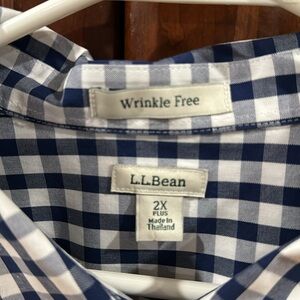 Wrinkle Free
L.L.Bean
2X
PLUS
Made in
Thailand